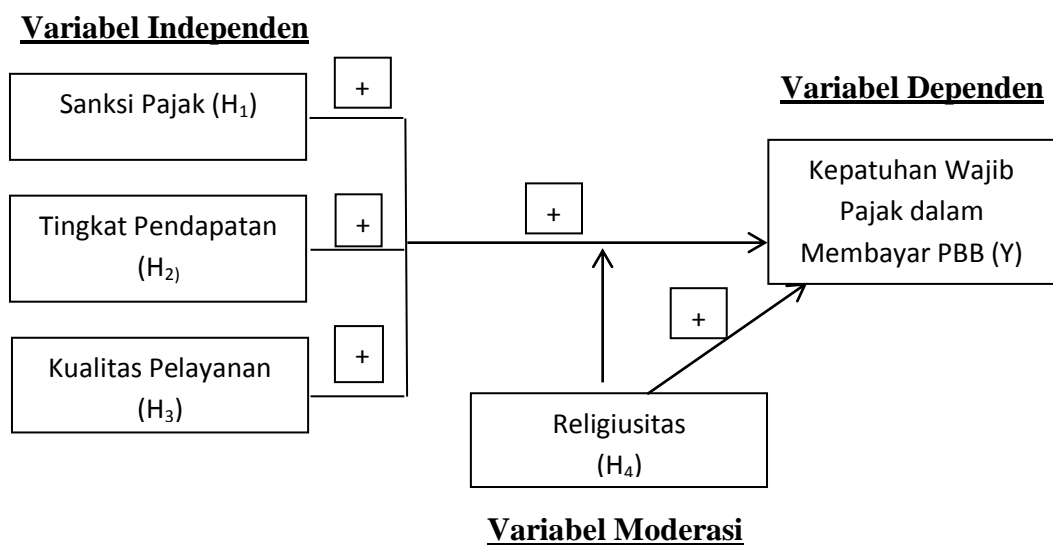 Variabel Independen
Sanksi Pajak (H₁)
+
Tingkat Pendapatan
(H₂)
+
Kualitas Pelayanan
(H₃)
+
+
Variabel Dependen
Kepatuhan Wajib
Pajak dalam
Membayar PBB (Y)
+
Religiusitas
(H₄)
Variabel Moderasi